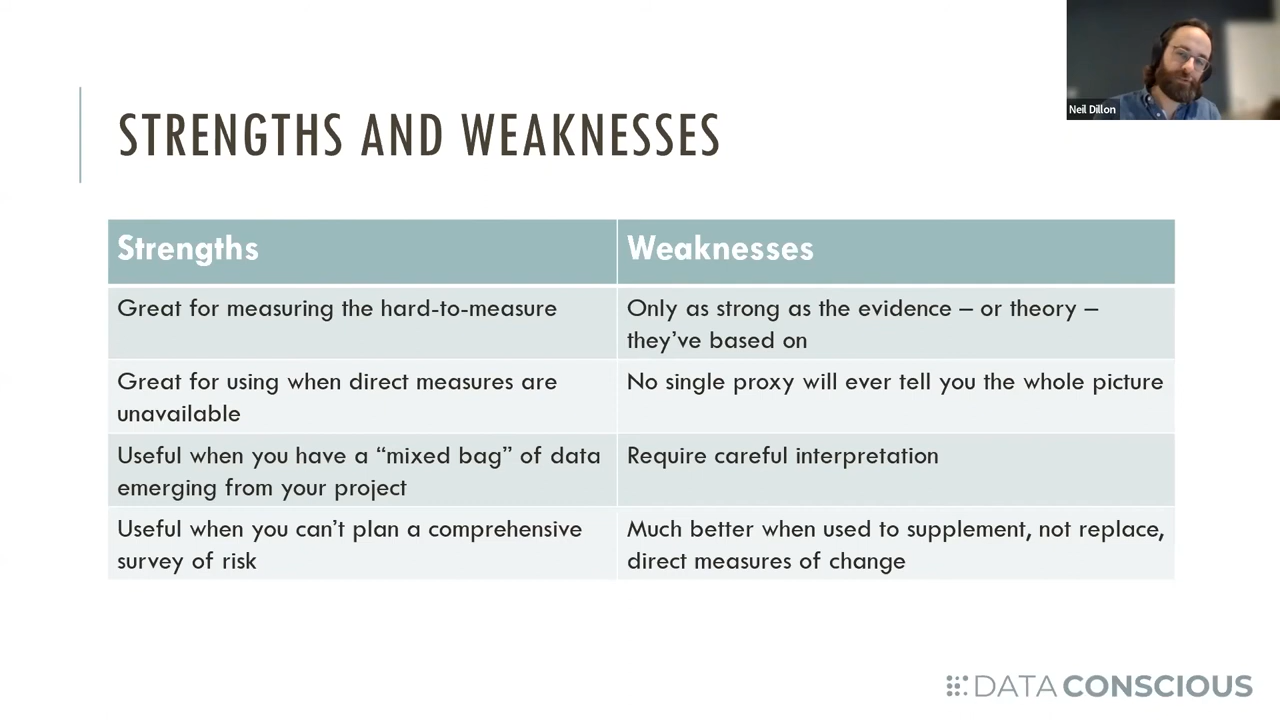 Neil Dillon
STRENGTHS AND WEAKNESSES
Strengths
Weaknesses
Great for measuring the hard-to-measure
Only as strong as the evidence – or theory –
they’ve based on
Great for using when direct measures are
unavailable
No single proxy will ever tell you the whole picture
Useful when you have a “mixed bag” of data
emerging from your project
Require careful interpretation
Useful when you can’t plan a comprehensive
survey of risk
Much better when used to supplement, not replace,
direct measures of change
DATA CONSCIOUS